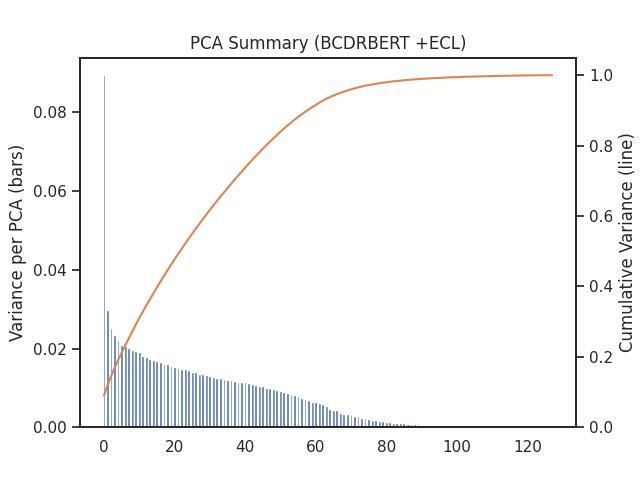 PCA Summary (BCDRBERT +ECL)
Variance per PCA (bars)
0.08
0.06
0.04
0.02
0.00
1.0
0.8
0.6
0.4
0.2
0.0
Cumulative Variance (line)
0 20 40 60 80 100 120